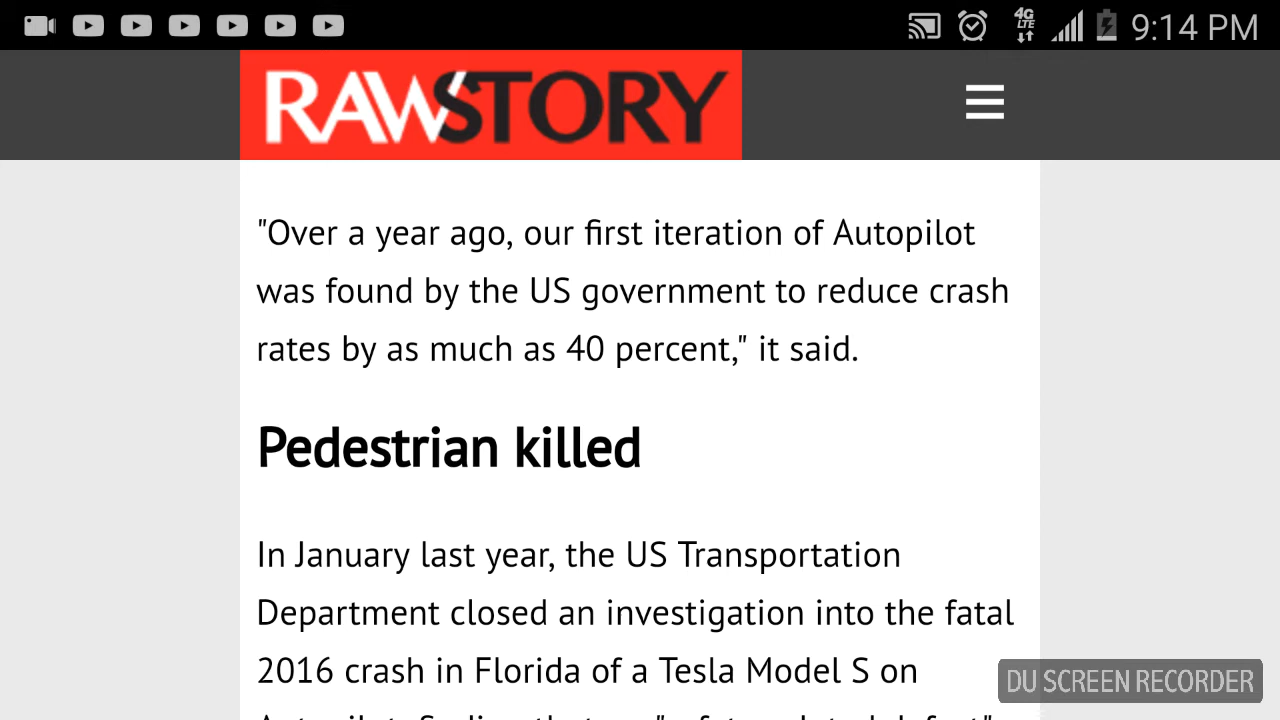 9:14 PM
4G
LTE
RAWSTORY
"Over a year ago, our first iteration of Autopilot
was found by the US government to reduce crash
rates by as much as 40 percent," it said.
Pedestrian killed
In January last year, the US Transportation
Department closed an investigation into the fatal
2016 crash in Florida of a Tesla Model S on
DU SCREEN RECORDER